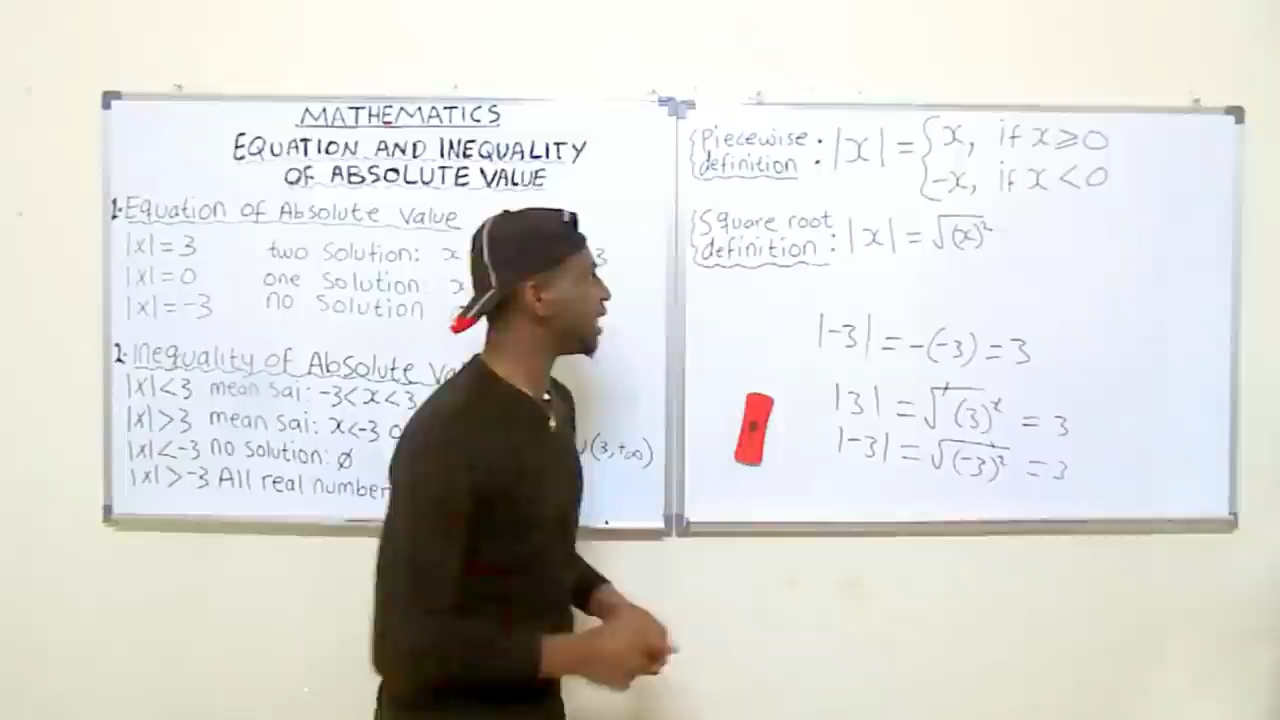 MATHEMATICS
EQUATION AND INEQUALITY
OF ABSOLUTE VALUE
1. Equation of Absolute Value
|x| = 3 two solution: x 3
|x| = 0 one solution: x
|x| = -3 no solution
2. Inequality of Absolute Va
|x| < 3 mean sai: -3 < x < 3
|x| > 3 mean sai: x < -3 o ∪(3, +∞)
|x| < -3 no solution: ∅
|x| > -3 All real number
Piecewise definition: |x| = { x, if x ⩾ 0
-x, if x < 0
Square root definition: |x| = √(x)²
|-3| = -(-3) = 3
|3| = √(3)² = 3
|-3| = √(-3)² = 3